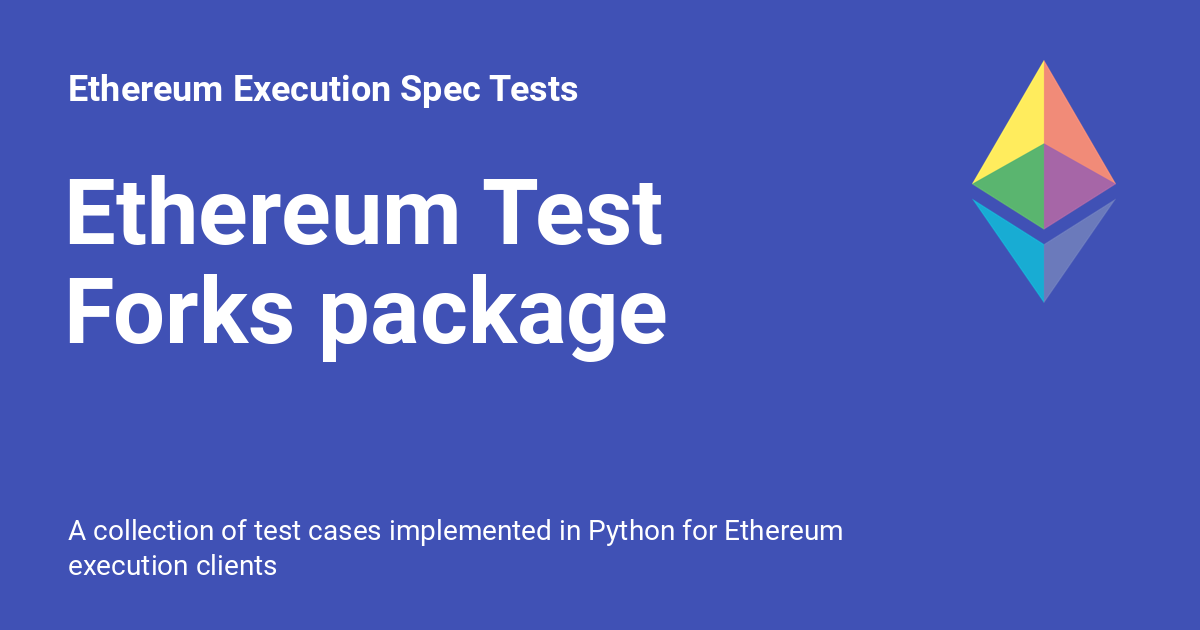 Ethereum Execution Spec Tests
Ethereum Test
Forks package
A collection of test cases implemented in Python for Ethereum
execution clients